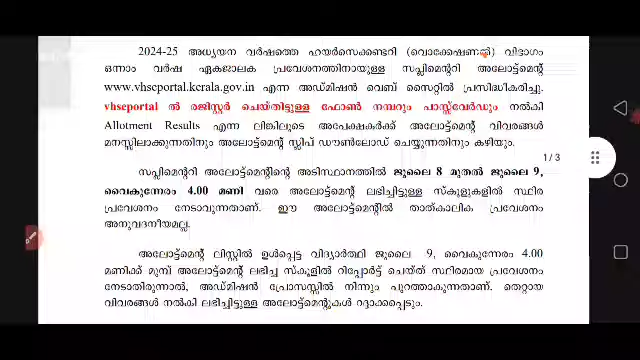 2024-25 അധ്യയന വർഷത്തെ ഹയർസെക്കണ്ടറി (വൊക്കേഷണൽ) വിഭാഗം
ഒന്നാം വർഷ ഏകജാലക പ്രവേശനത്തിനായുള്ള സപ്ലിമെന്ററി അലോട്ട്മെന്റ്
www.vhseportal.kerala.gov.in എന്ന അഡ്മിഷൻ വെബ് സൈറ്റിൽ പ്രസിദ്ധീകരിച്ചു.
vhseportal ൽ രജിസ്റ്റർ ചെയ്തിട്ടുള്ള ഫോൺ നമ്പറും പാസ്‌വേർഡും നൽകി
Allotment Results എന്ന ലിങ്കിലൂടെ അപേക്ഷകർക്ക് അലോട്ട്മെന്റ് വിവരങ്ങൾ
മനസ്സിലാക്കുന്നതിനും അലോട്ട്മെന്റ് സ്ലിപ് ഡൗൺലോഡ് ചെയ്യുന്നതിനും കഴിയും.
1/3
സപ്ലിമെന്ററി അലോട്ട്മെന്റിന്റെ അടിസ്ഥാനത്തിൽ ജൂലൈ 8 മുതൽ ജൂലൈ 9,
വൈകുന്നേരം 4.00 മണി വരെ അലോട്ട്മെന്റ് ലഭിച്ചിട്ടുള്ള സ്കൂളുകളിൽ സ്ഥിര
പ്രവേശനം നേടാവുന്നതാണ്. ഈ അലോട്ട്മെന്റിൽ താത്കാലിക പ്രവേശനം
അനുവദനീയമല്ല.
അലോട്ട്മെന്റ് ലിസ്റ്റിൽ ഉൾപ്പെട്ട വിദ്യാർത്ഥി ജൂലൈ 9, വൈകുന്നേരം 4.00
മണിക്ക് മുമ്പ് അലോട്ട്മെന്റ് ലഭിച്ച സ്കൂളിൽ റിപ്പോർട്ട് ചെയ്ത് സ്ഥിരമായ പ്രവേശനം
നേടാതിരുന്നാൽ, അഡ്മിഷൻ പ്രോസസ്സിൽ നിന്നും പുറത്താകുന്നതാണ്. തെറ്റായ
വിവരങ്ങൾ നൽകി ലഭിച്ചിട്ടുള്ള അലോട്ട്മെന്റുകൾ റദ്ദാക്കപ്പെടും.